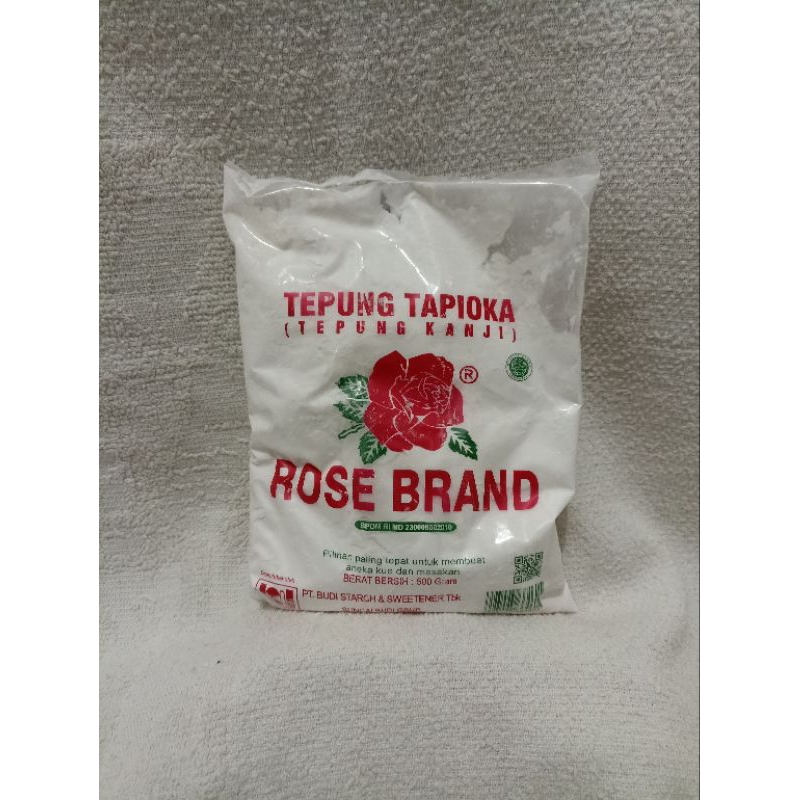 TEPUNG TAPIOKA
(TEPUNG KANJI)
®
ROSE BRAND
BPOM RI MD
Pilihan paling tepat untuk membuat
aneka kue dan masakan
BERAT BERSIH : 500 Gram
PT. BUDI STARCH & SWEETENER Tbk